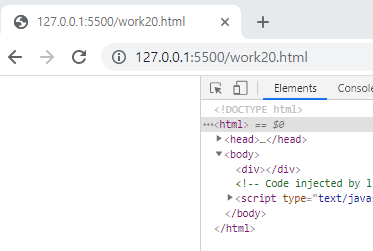 127.0.0.1:5500/work20.html
127.0.0.1:5500/work20.html
Elements Conso
<!DOCTYPE html>
…<html> == $0
<head>…</head>
<body>
<div></div>
<!-- Code injected by l
<script type="text/javas
</body>
</html>